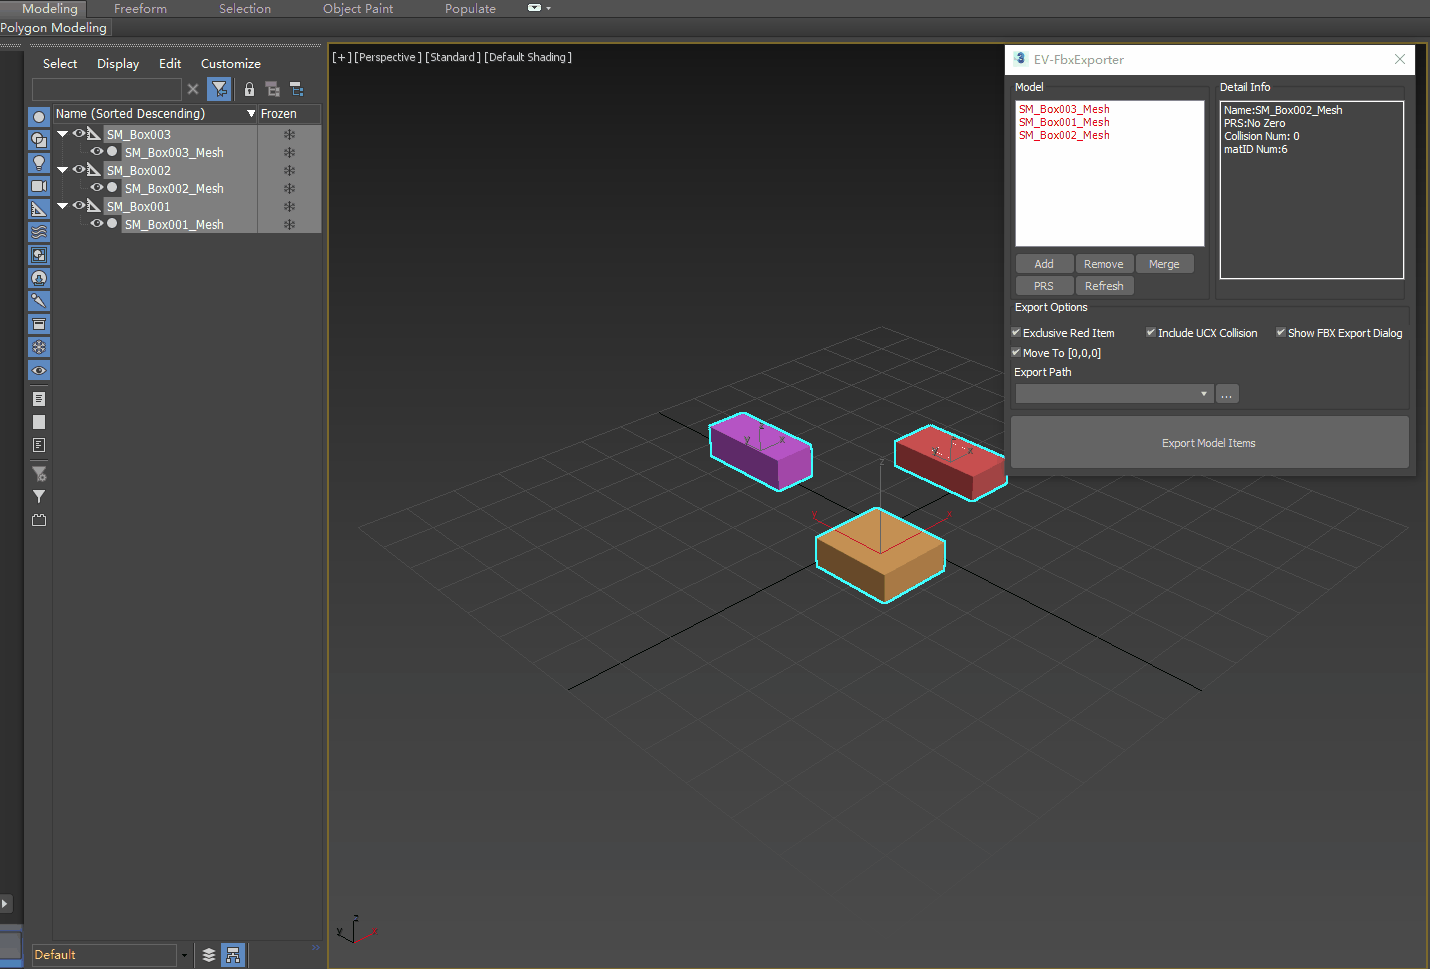 Modeling
Freeform
Selection
Object Paint
Populate
Polygon Modeling
Select
Display
Edit
Customize
Name (Sorted Descending)
Frozen
SM_Box003
SM_Box003_Mesh
SM_Box002
SM_Box002_Mesh
SM_Box001
SM_Box001_Mesh
Default
[+] [Perspective ] [Standard ] [Default Shading ]
z
y
x
z
y
x
z
y
x
z
y
x
EV-FbxExporter
Model
SM_Box003_Mesh
SM_Box001_Mesh
SM_Box002_Mesh
Add
Remove
Merge
PRS
Refresh
Detail Info
Name:SM_Box002_Mesh
PRS:No Zero
Collision Num: 0
matID Num:6
Export Options
Exclusive Red Item
Include UCX Collision
Show FBX Export Dialog
Move To [0,0,0]
Export Path
...
Export Model Items